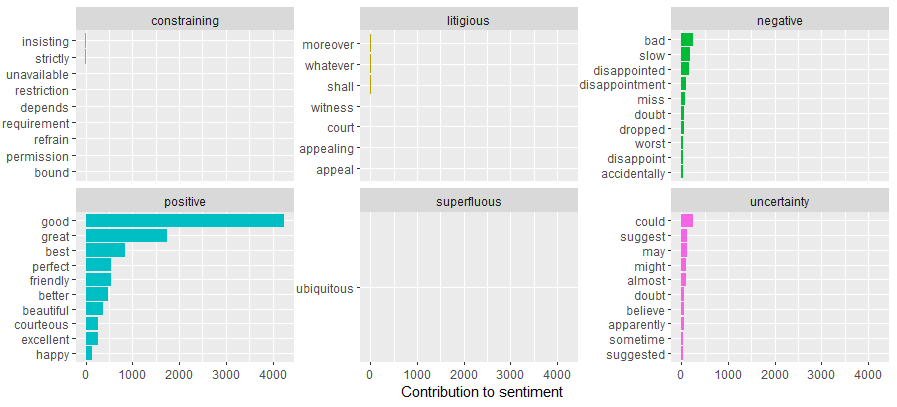 constraining
insisting
strictly
unavailable
restriction
depends
requirement
refrain
permission
bound
litigious
moreover
whatever
shall
witness
court
appealing
appeal
negative
bad
slow
disappointed
disappointment
miss
doubt
dropped
worst
disappoint
accidentally
positive
good
great
best
perfect
friendly
better
beautiful
courteous
excellent
happy
0 1000 2000 3000 4000
superfluous
ubiquitous
0 1000 2000 3000 4000
uncertainty
could
suggest
may
might
almost
doubt
believe
apparently
sometime
suggested
0 1000 2000 3000 4000
Contribution to sentiment